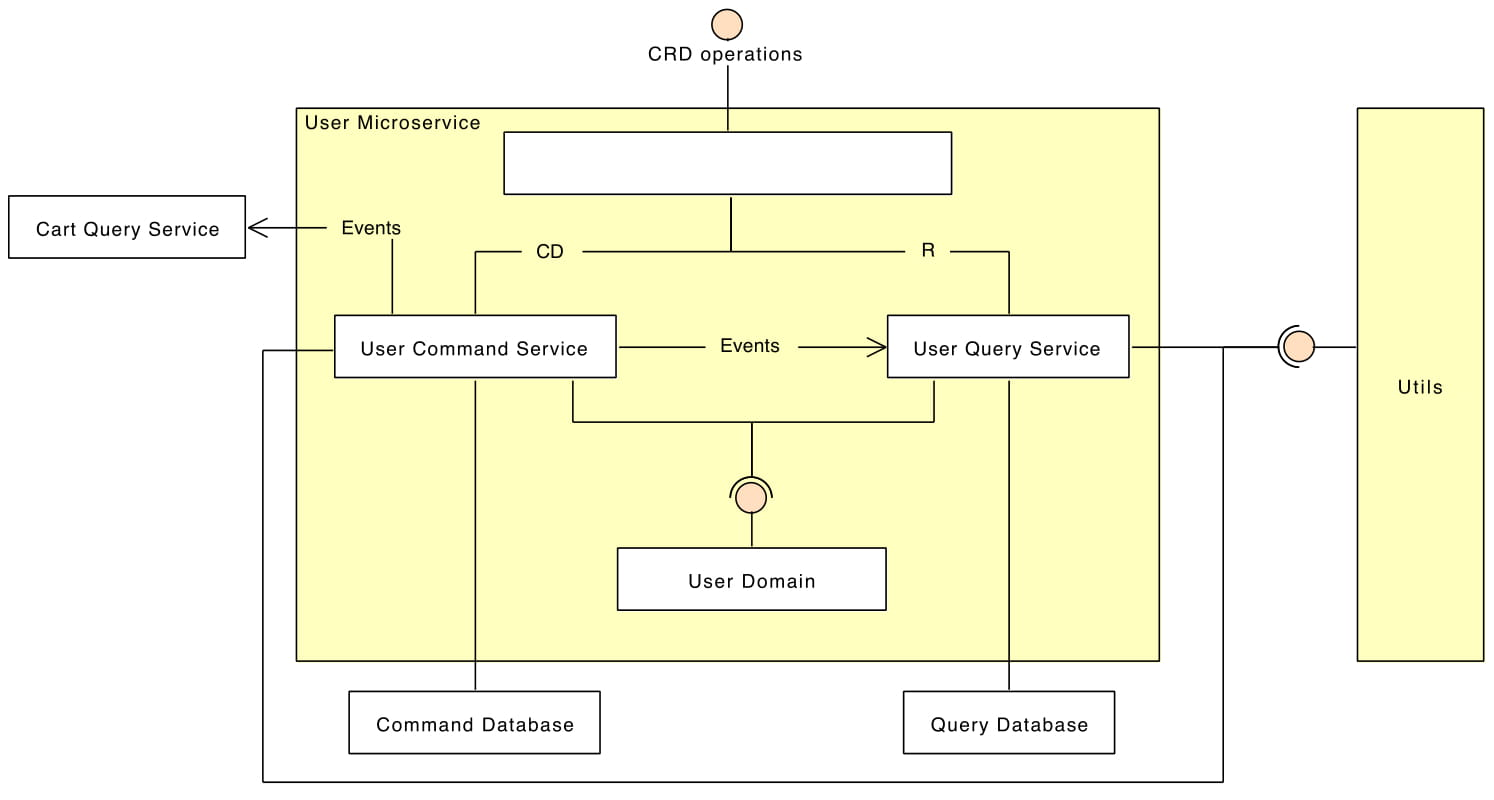 CRD operations
User Microservice
Cart Query Service
Events
CD
R
User Command Service
Events
User Query Service
Utils
User Domain
Command Database
Query Database